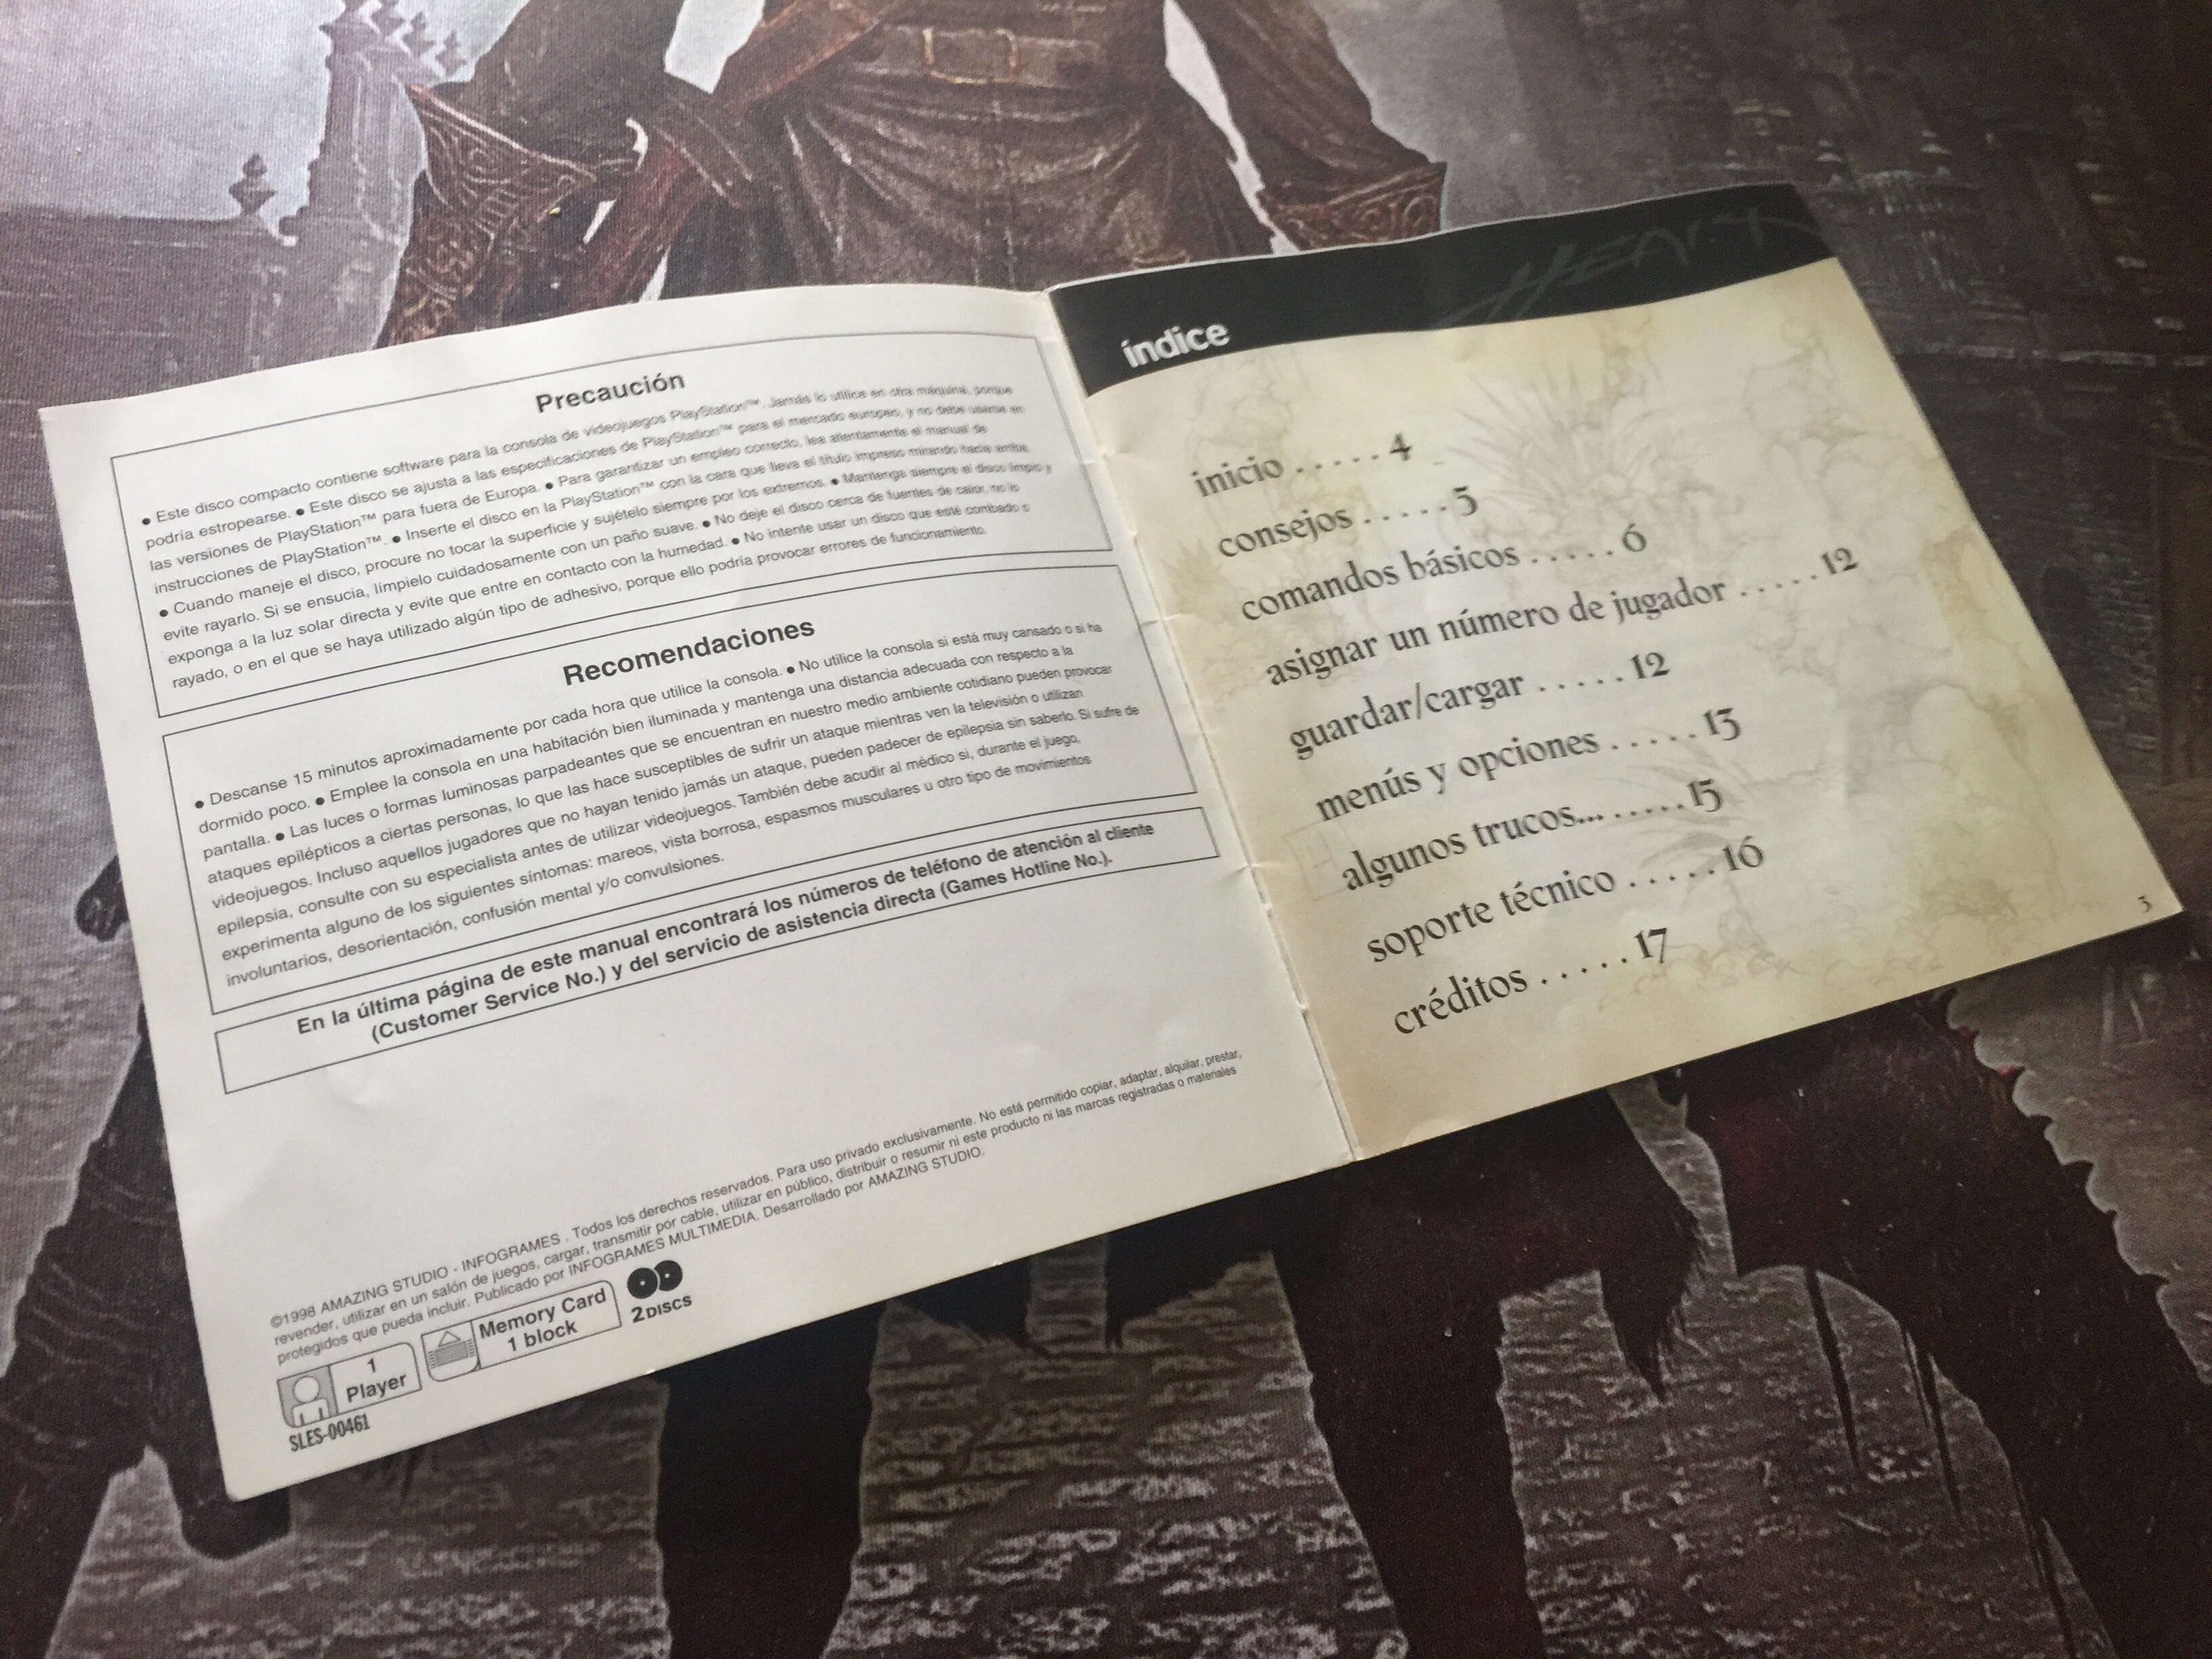 Precaución
• Este disco compacto contiene software para la consola de videojuegos PlayStation™. Jamás lo utilice en otra máquina, porque
podría estropearse. • Este disco se ajusta a las especificaciones de PlayStation™ para el mercado europeo, y no debe usarse en
las versiones de PlayStation™ para fuera de Europa. • Para garantizar un empleo correcto, lea atentamente el manual de
instrucciones de PlayStation™. • Inserte el disco en la PlayStation™ con la cara que lleva el título impreso mirando hacia arriba.
• Cuando maneje el disco, procure no tocar la superficie y sujételo siempre por los extremos. • Mantenga siempre el disco limpio y
evite rayarlo. Si se ensucia, límpielo cuidadosamente con un paño suave. • No deje el disco cerca de fuentes de calor, no lo
exponga a la luz solar directa y evite que entre en contacto con la humedad. • No intente usar un disco que esté combado o
rayado, o en el que se haya utilizado algún tipo de adhesivo, porque ello podría provocar errores de funcionamiento.
Recomendaciones
• Descanse 15 minutos aproximadamente por cada hora que utilice la consola. • No utilice la consola si está muy cansado o si ha
dormido poco. • Emplee la consola en una habitación bien iluminada y mantenga una distancia adecuada con respecto a la
pantalla. • Las luces o formas luminosas parpadeantes que se encuentran en nuestro medio ambiente cotidiano pueden provocar
ataques epilépticos a ciertas personas, lo que las hace susceptibles de sufrir un ataque mientras ven la televisión o utilizan
videojuegos. Incluso aquellos jugadores que no hayan tenido jamás un ataque, pueden padecer de epilepsia sin saberlo. Si sufre de
epilepsia, consulte con su especialista antes de utilizar videojuegos. También debe acudir al médico si, durante el juego,
experimenta alguno de los siguientes síntomas: mareos, vista borrosa, espasmos musculares u otro tipo de movimientos
involuntarios, desorientación, confusión mental y/o convulsiones.
En la última página de este manual encontrará los números de teléfono de atención al cliente
(Customer Service No.) y del servicio de asistencia directa (Games Hotline No.).
©1998 AMAZING STUDIO - INFOGRAMES . Todos los derechos reservados. Para uso privado exclusivamente. No está permitido copiar, adaptar, alquilar, prestar,
revender, utilizar en un salón de juegos, cargar, transmitir por cable, utilizar en público, distribuir o resumir ni este producto ni las marcas registradas o materiales
protegidos que pueda incluir. Publicado por INFOGRAMES MULTIMEDIA. Desarrollado por AMAZING STUDIO.
1
Player
Memory Card
1 block
2 DISCS
SLES-00461
HEART
índice
inicio . . . . . 4
consejos . . . . . 5
comandos básicos . . . . . 6
asignar un número de jugador . . . . . 12
guardar/cargar . . . . . 12
menús y opciones . . . . . 13
algunos trucos... . . . . . 15
soporte técnico . . . . . 16
créditos . . . . . 17
3